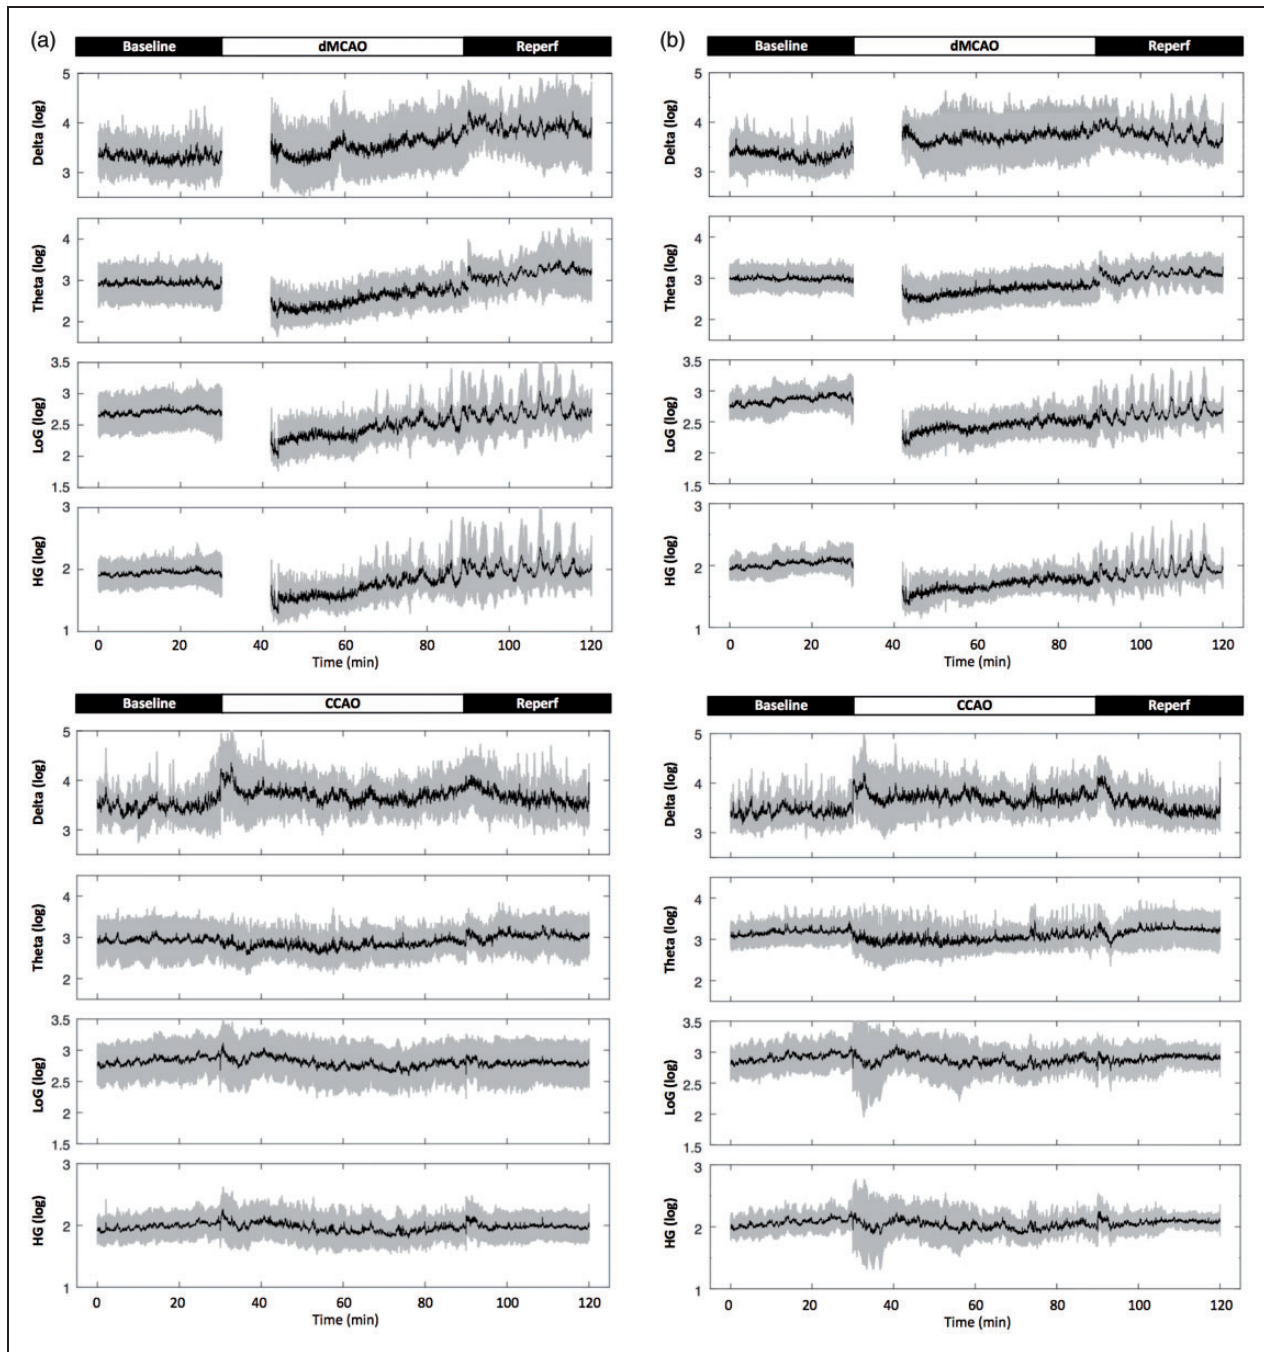 (a) (b)
Baseline dMCAO Reperf Baseline dMCAO Reperf
5 5
Delta (log) 4 Delta (log) 4
3 3
4 4
Theta (log) 3 Theta (log) 3
2 2
3.5 3.5
3 3
LoG (log) 2.5 LoG (log) 2.5
2 2
1.5 1.5
3 3
HG (log) 2 HG (log) 2
1 1
0 20 40 60 80 100 120 0 20 40 60 80 100 120
Time (min) Time (min)
Baseline CCAO Reperf Baseline CCAO Reperf
5 5
Delta (log) 4 Delta (log) 4
3 3
4 4
Theta (log) 3 Theta (log) 3
2 2
3.5 3.5
3 3
LoG (log) 2.5 LoG (log) 2.5
2 2
1.5 1.5
3 3
HG (log) 2 HG (log) 2
1 1
0 20 40 60 80 100 120 0 20 40 60 80 100 120
Time (min) Time (min)